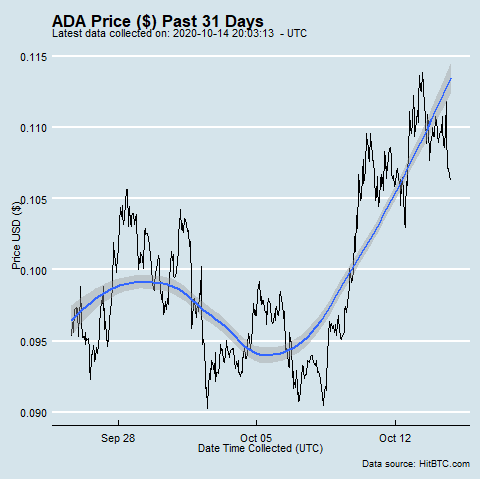 ADA Price ($) Past 31 Days
Latest data collected on: 2020-10-14 20:03:13  - UTC
0.115
0.110
0.105
0.100
0.095
0.090
Price USD ($)
Sep 28
Oct 05
Oct 12
Date Time Collected (UTC)
Data source: HitBTC.com